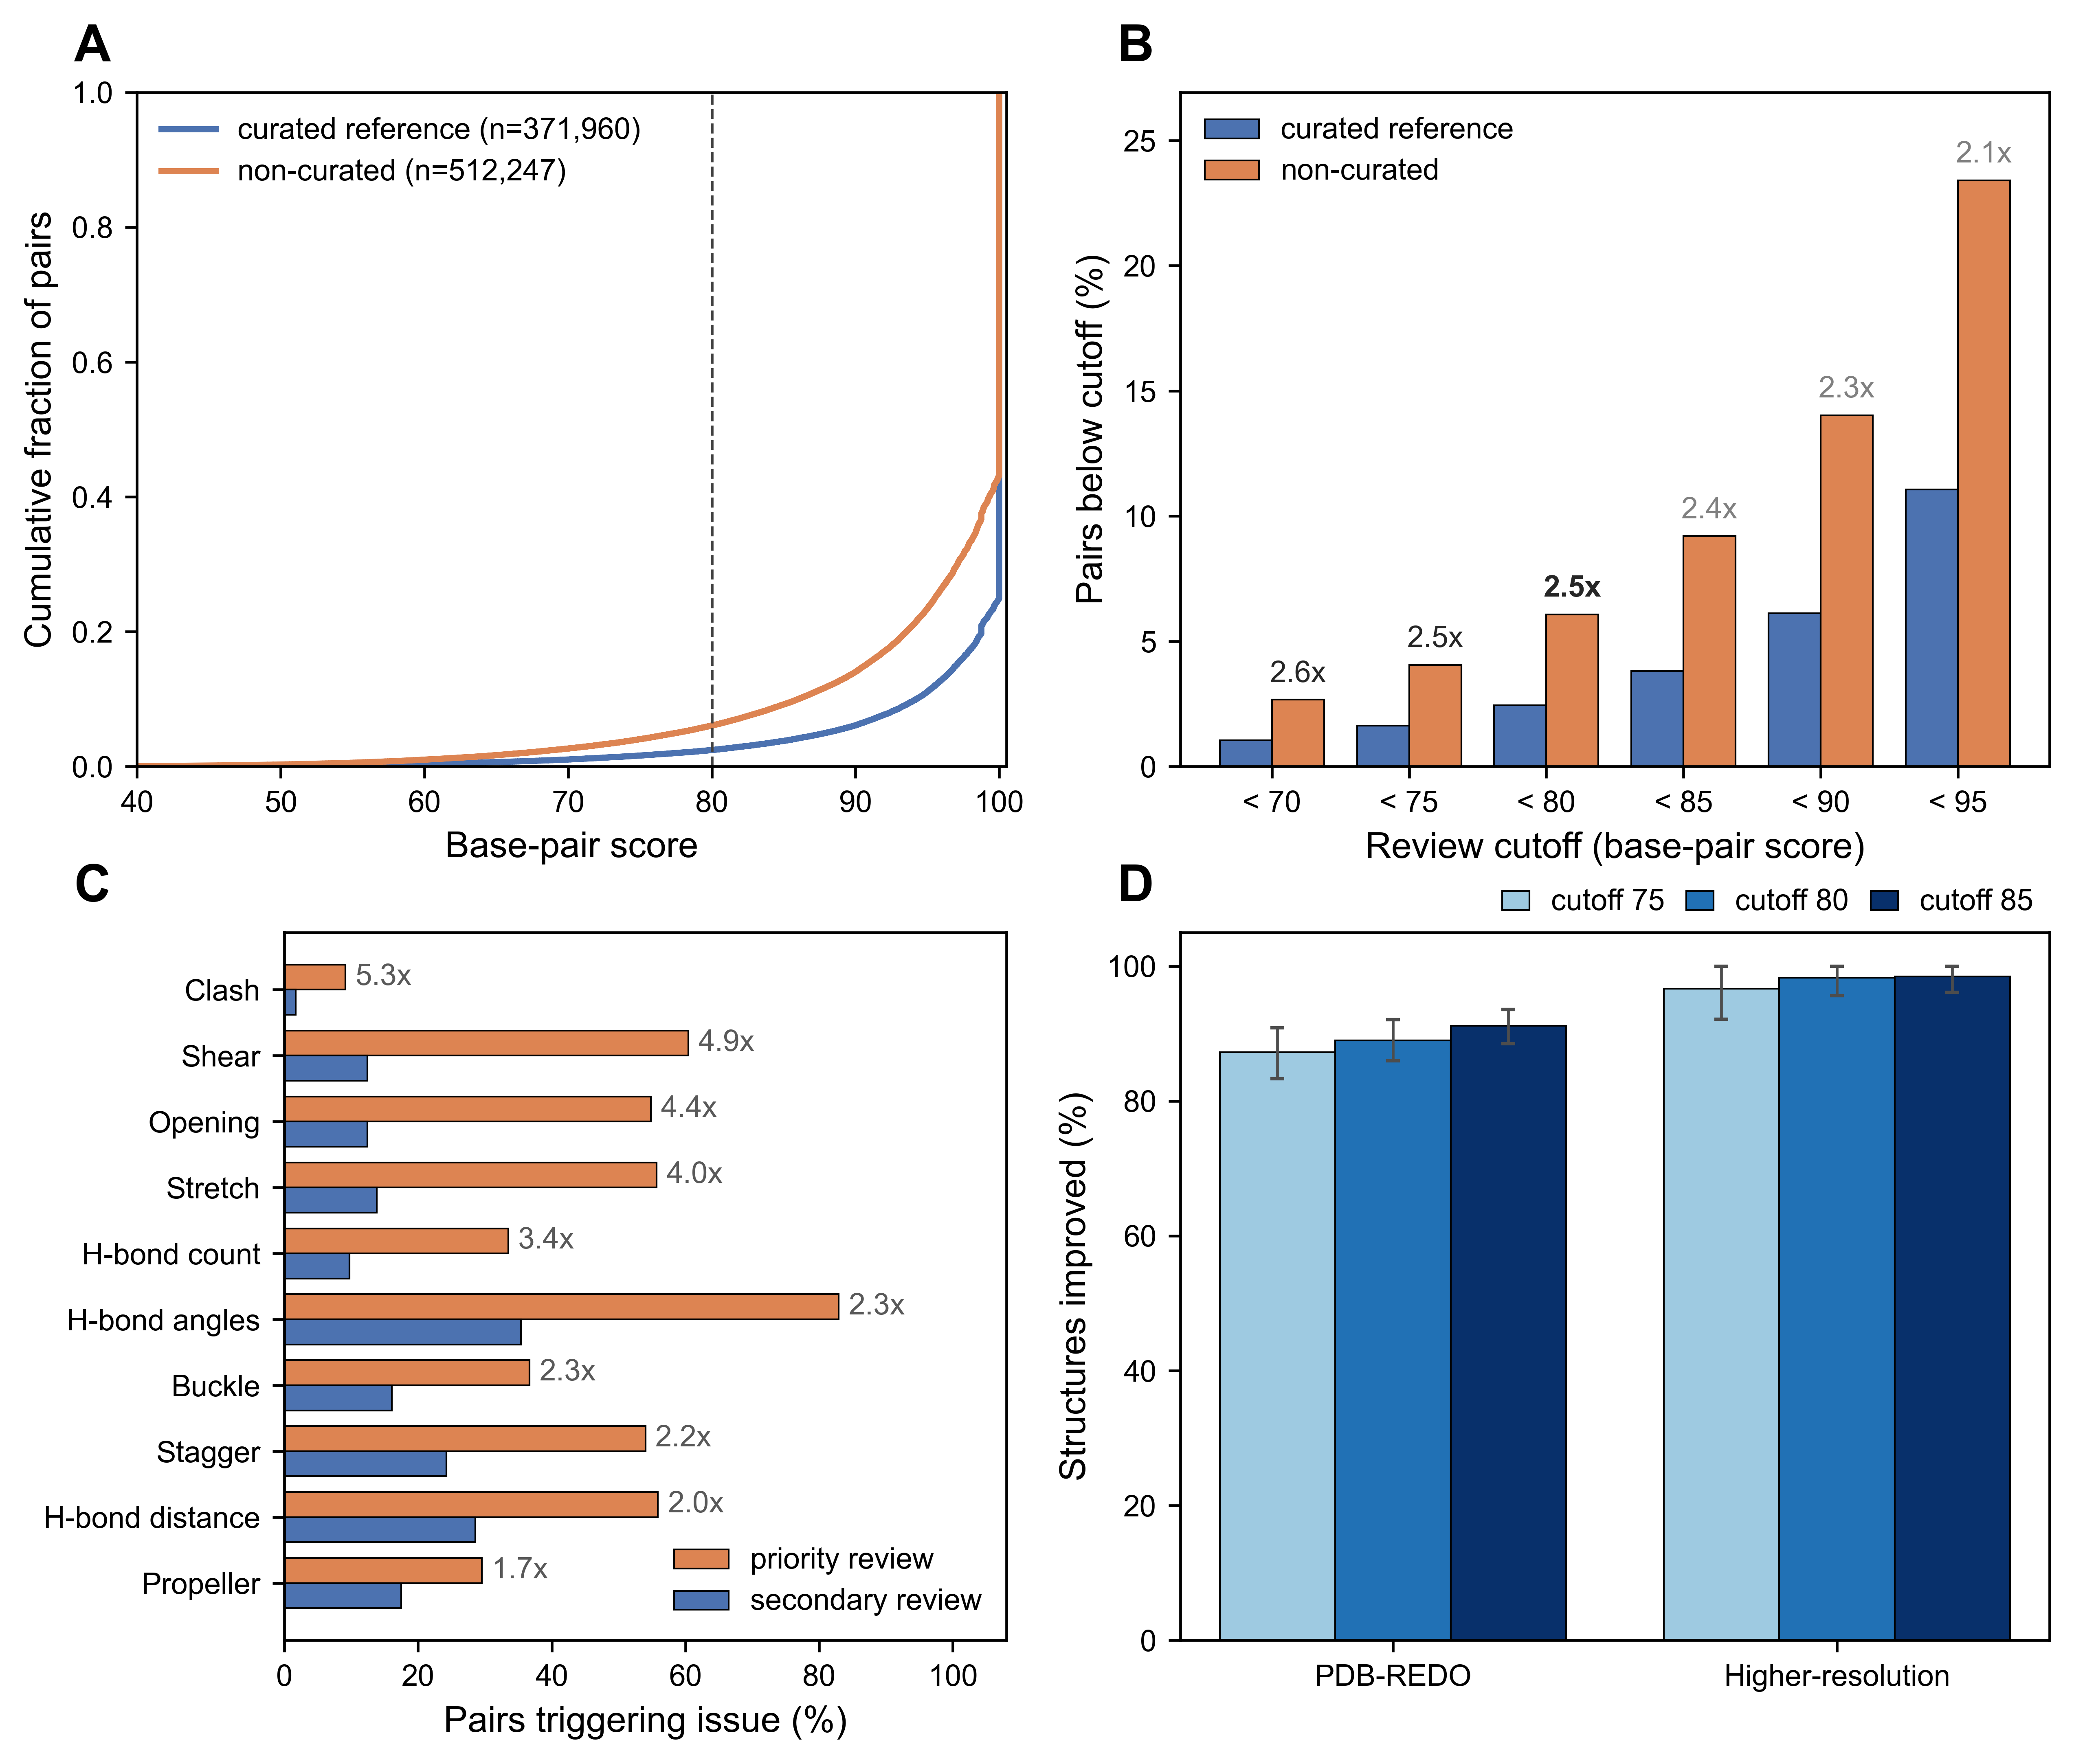 A
curated reference (n=371,960)
non-curated (n=512,247)
Cumulative fraction of pairs
1.0
0.8
0.6
0.4
0.2
0.0
40 50 60 70 80 90 100
Base-pair score
B
curated reference
non-curated
Pairs below cutoff (%)
25
20
15
10
5
0
2.6x
2.5x
2.5x
2.4x
2.3x
2.1x
< 70 < 75 < 80 < 85 < 90 < 95
Review cutoff (base-pair score)
C
Clash 5.3x
Shear 4.9x
Opening 4.4x
Stretch 4.0x
H-bond count 3.4x
H-bond angles 2.3x
Buckle 2.3x
Stagger 2.2x
H-bond distance 2.0x
Propeller 1.7x
priority review
secondary review
0 20 40 60 80 100
Pairs triggering issue (%)
D
cutoff 75 cutoff 80 cutoff 85
Structures improved (%)
100
80
60
40
20
0
PDB-REDO Higher-resolution